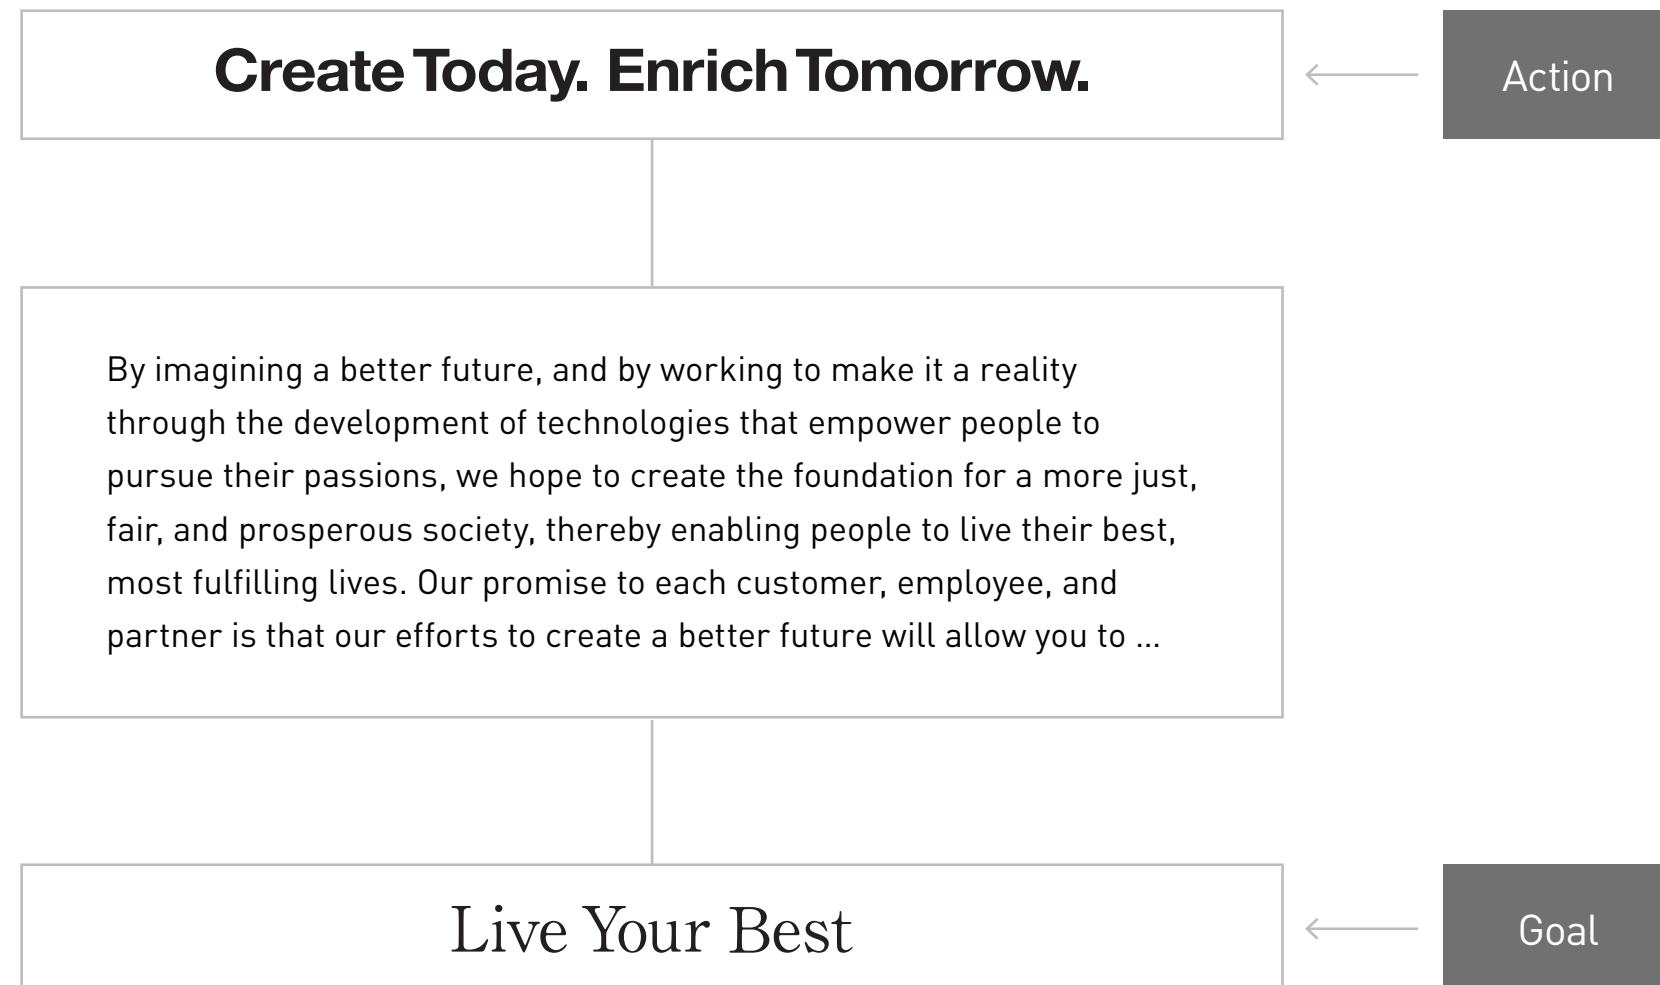 Create Today. Enrich Tomorrow.
Action
By imagining a better future, and by working to make it a reality
through the development of technologies that empower people to
pursue their passions, we hope to create the foundation for a more just,
fair, and prosperous society, thereby enabling people to live their best,
most fulfilling lives. Our promise to each customer, employee, and
partner is that our efforts to create a better future will allow you to ...
Live Your Best
Goal